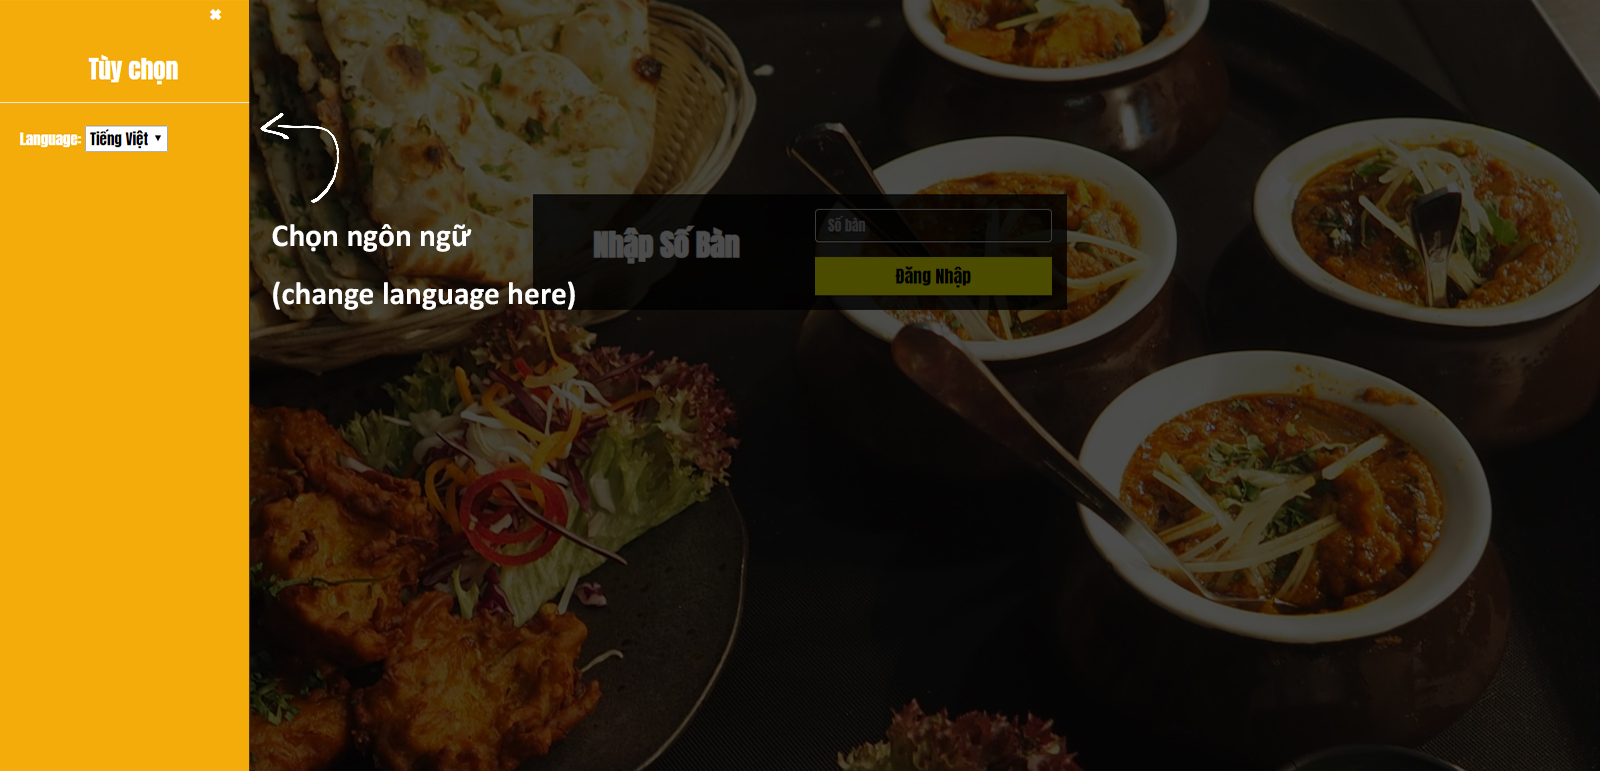 ✖
Tùy chọn
Language: Tiếng Việt ▼
Chọn ngôn ngữ
(change language here)
Nhập Số Bàn
Số bàn
Đăng Nhập